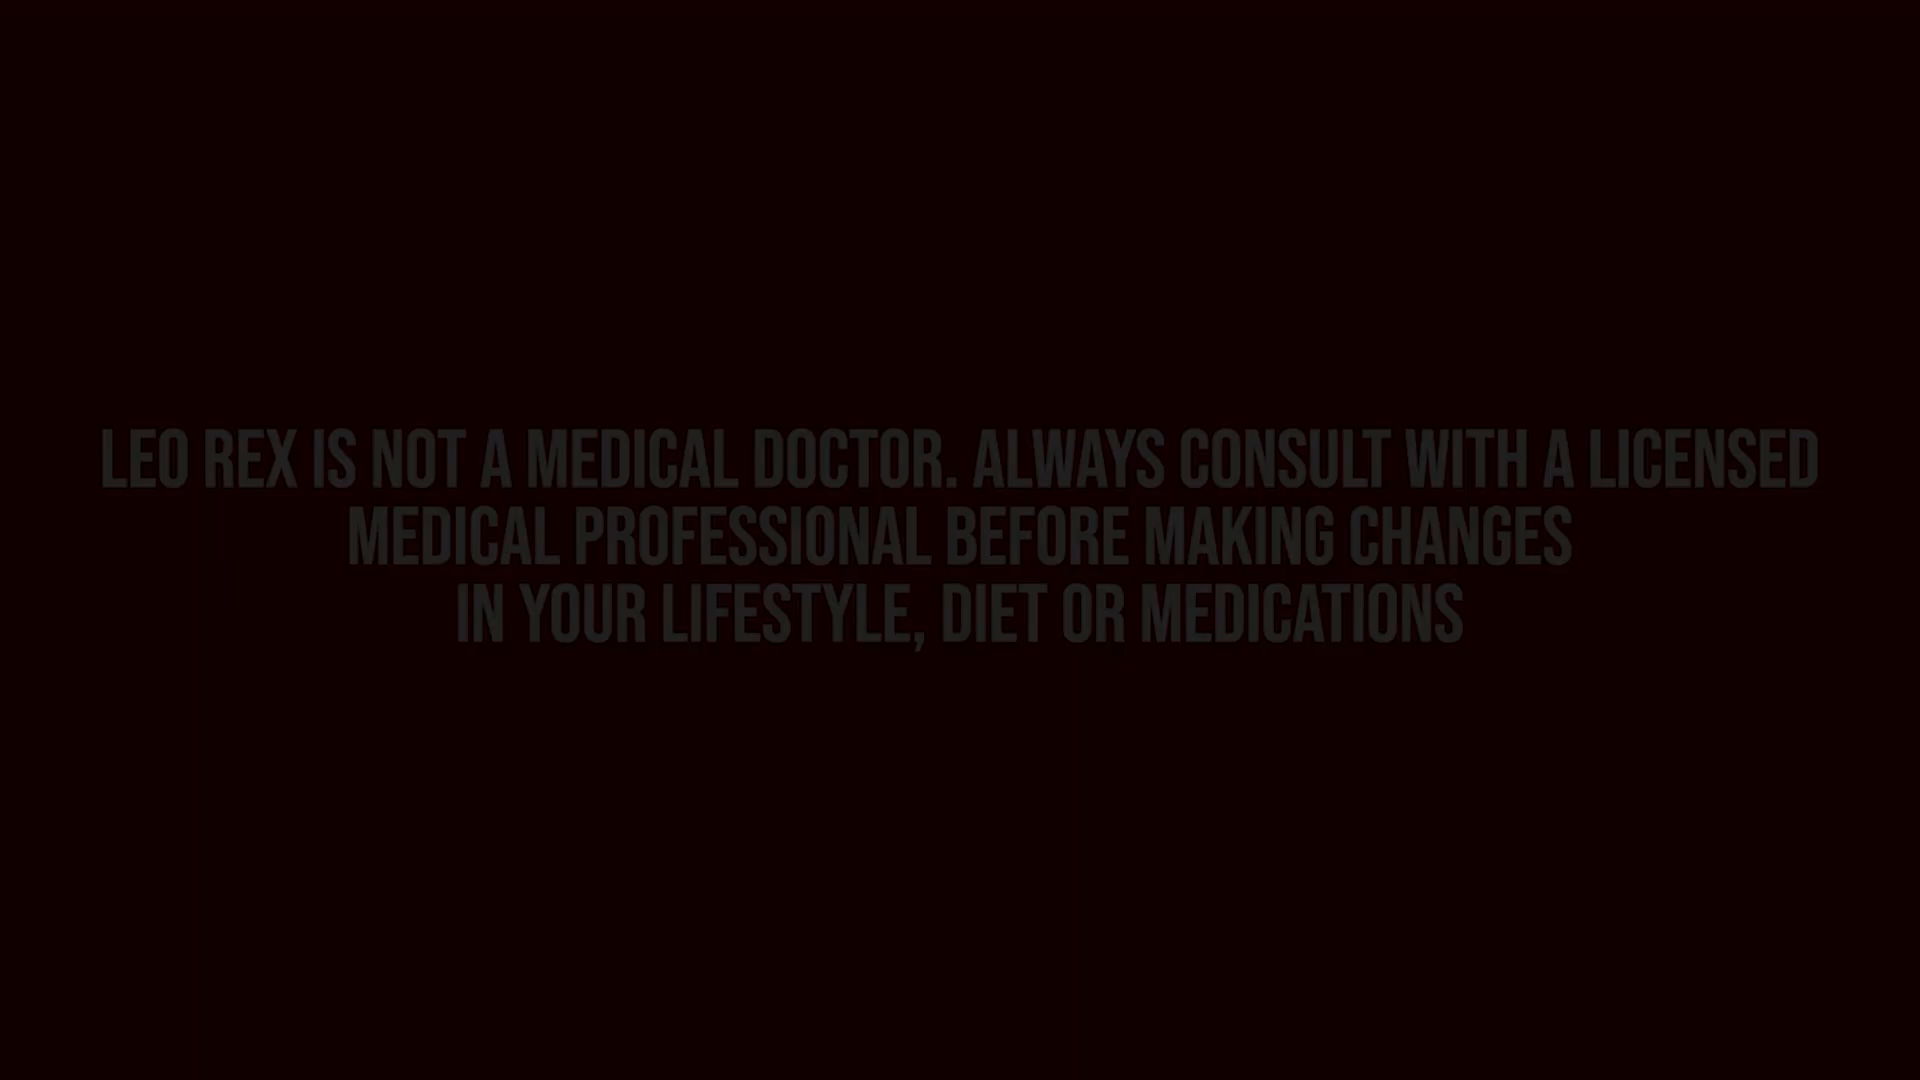 LEO REX IS NOT A MEDICAL DOCTOR. ALWAYS CONSULT WITH A LICENSED
MEDICAL PROFESSIONAL BEFORE MAKING CHANGES
IN YOUR LIFESTYLE, DIET OR MEDICATIONS